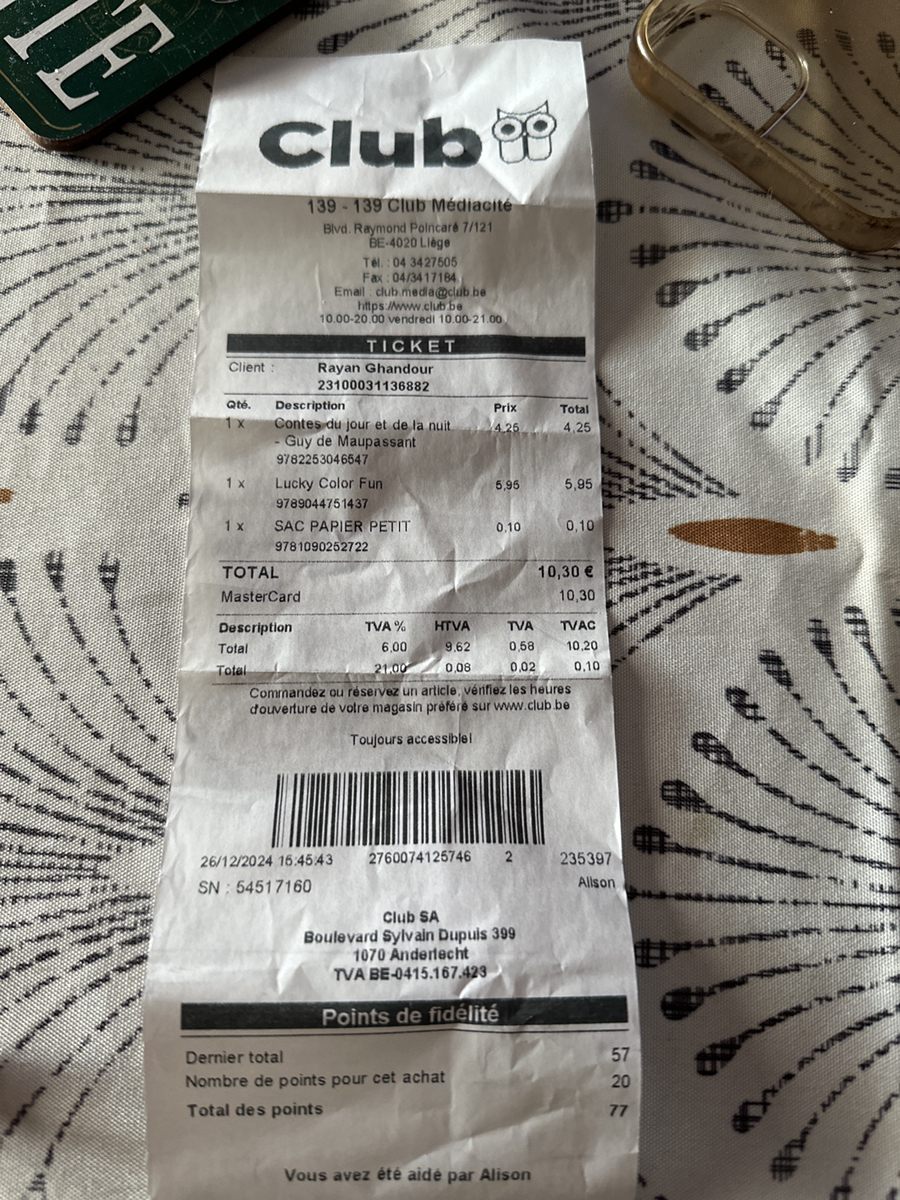 TE
Club
139 - 139 Club Médiacité
Blvd. Raymond Poincaré 7/121
BE-4020 Liège
Tél. : 04 3427505
Fax : 04/3417184
Email : club.media@club.be
https://www.club.be
10.00-20.00 vendredi 10.00-21.00
TICKET
Client : Rayan Ghandour
23100031136882
Qté. Description Prix Total
1 x Contes du jour et de la nuit 4,25 4,25
- Guy de Maupassant
9782253046547
1 x Lucky Color Fun 5,95 5,95
9789044751437
1 x SAC PAPIER PETIT 0,10 0,10
9781090252722
TOTAL 10,30 €
MasterCard 10,30
Description TVA % HTVA TVA TVAC
Total 6,00 9,62 0,58 10,20
Total 21,00 0,08 0,02 0,10
Commandez ou réservez un article, vérifiez les heures
d'ouverture de votre magasin préféré sur www.club.be
Toujours accessible!
26/12/2024 15:45:43 2760074125746 2 235397
SN : 54517160 Alison
Club SA
Boulevard Sylvain Dupuis 399
1070 Anderlecht
TVA BE-0415.167.423
Points de fidélité
Dernier total 57
Nombre de points pour cet achat 20
Total des points 77
Vous avez été aidé par Alison